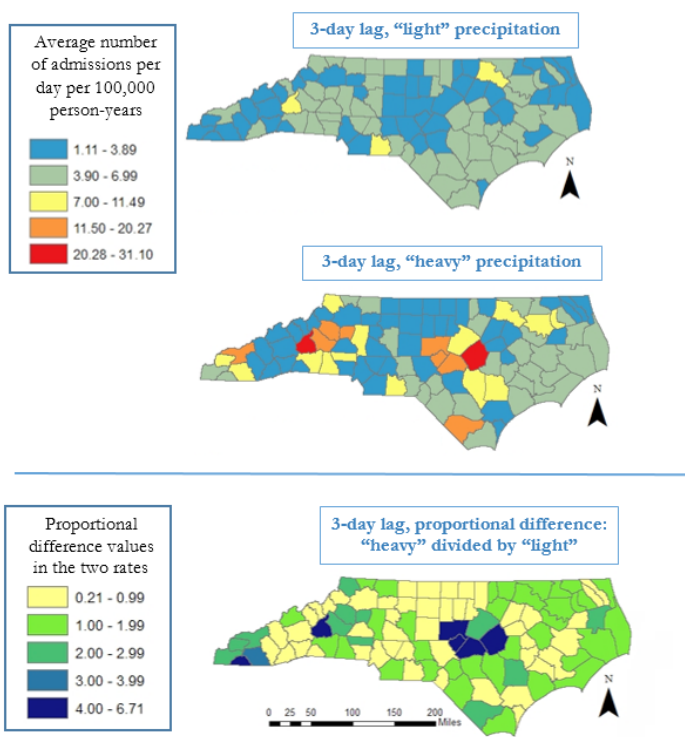 3-day lag, “light” precipitation
Average number
of admissions per
day per 100,000
person-years
1.11 - 3.89
3.90 - 6.99
7.00 - 11.49
11.50 - 20.27
20.28 - 31.10
N
3-day lag, “heavy” precipitation
N
Proportional
difference values
in the two rates
0.21 - 0.99
1.00 - 1.99
2.00 - 2.99
3.00 - 3.99
4.00 - 6.71
3-day lag, proportional difference:
“heavy” divided by “light”
N
0 25 50 100 150 200
Miles